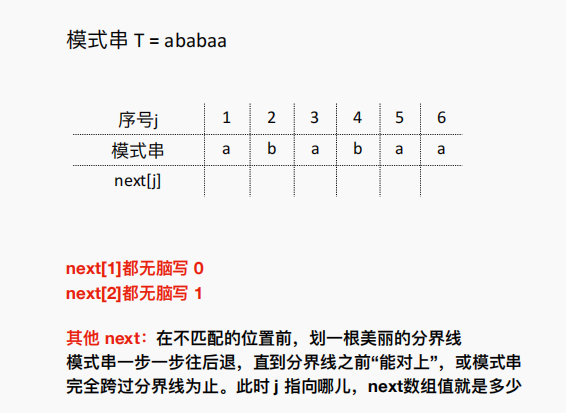 模式串 T = ababaa
序号j 1 2 3 4 5 6
模式串 a b a b a a
next[j]
next[1]都无脑写 0
next[2]都无脑写 1
其他 next：在不匹配的位置前，划一根美丽的分界线
模式串一步一步往后退，直到分界线之前“能对上”，或模式串
完全跨过分界线为止。此时 j 指向哪儿，next数组值就是多少